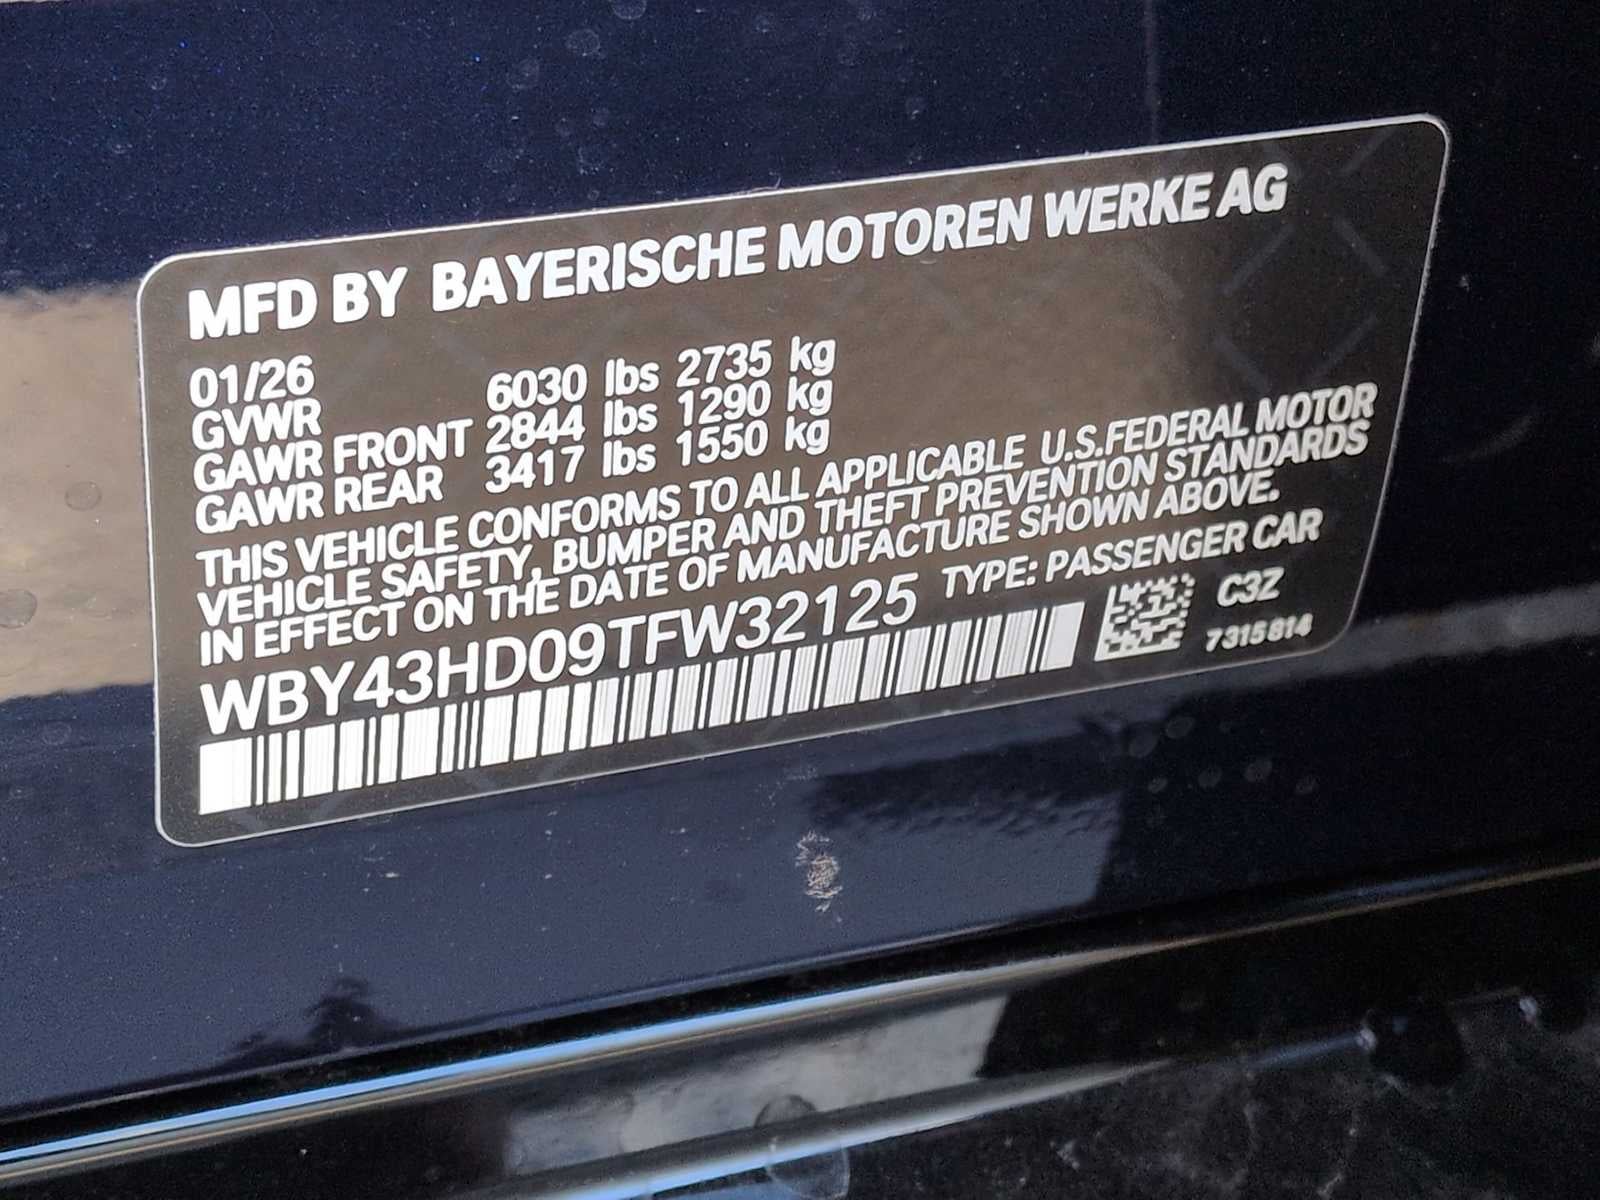 MFD BY BAYERISCHE MOTOREN WERKE AG
01/26
GVWR 6030 lbs 2735 kg
GAWR FRONT 2844 lbs 1290 kg
GAWR REAR 3417 lbs 1550 kg
THIS VEHICLE CONFORMS TO ALL APPLICABLE U.S.FEDERAL MOTOR
VEHICLE SAFETY, BUMPER AND THEFT PREVENTION STANDARDS
IN EFFECT ON THE DATE OF MANUFACTURE SHOWN ABOVE.
WBY43HD09TFW32125 TYPE: PASSENGER CAR
C3Z
7315814